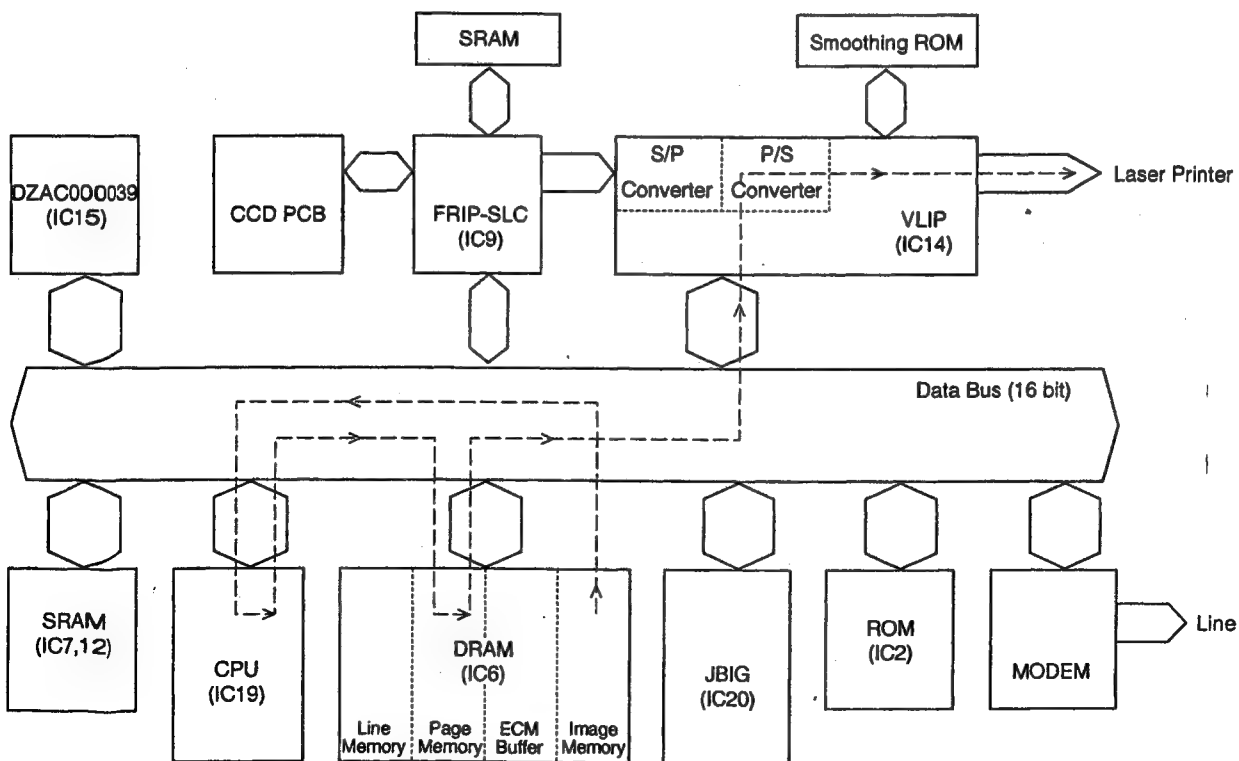 SRAM
Smoothing ROM
DZAC000039
(IC15)
CCD PCB
FRIP-SLC
(IC9)
S/P
Converter
P/S
Converter
VLIP
(IC14)
Laser Printer
Data Bus (16 bit)
SRAM
(IC7,12)
CPU
(IC19)
DRAM
(IC6)
Line
Memory
Page
Memory
ECM
Buffer
Image
Memory
JBIG
(IC20)
ROM
(IC2)
MODEM
Line